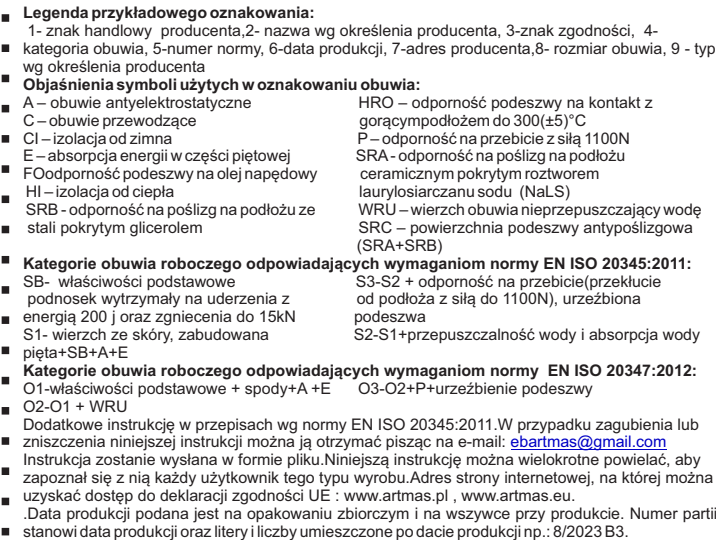 Legenda przykładowego oznakowania:
1- znak handlowy producenta,2- nazwa wg określenia producenta, 3-znak zgodności, 4-
kategoria obuwia, 5-numer normy, 6-data produkcji, 7-adres producenta,8- rozmiar obuwia, 9 - typ
wg określenia producenta
Objaśnienia symboli użytych w oznakowaniu obuwia:
A – obuwie antyelektrostatyczne
C – obuwie przewodzące
CI – izolacja od zimna
E – absorpcja energii w części piętowej
FOodporność podeszwy na olej napędowy
HI – izolacja od ciepła
SRB - odporność na poślizg na podłożu ze
stali pokrytym glicerolem
HRO – odporność podeszwy na kontakt z
gorącympodłożem do 300(±5)°C
P – odporność na przebicie z siłą 1100N
SRA - odporność na poślizg na podłożu
ceramicznym pokrytym roztworem
laurylosiarczanu sodu (NaLS)
WRU – wierzch obuwia nieprzepuszczający wodę
SRC – powierzchnia podeszwy antypoślizgowa
(SRA+SRB)
Kategorie obuwia roboczego odpowiadających wymaganiom normy EN ISO 20345:2011:
SB- właściwości podstawowe
podnosek wytrzymały na uderzenia z
energią 200 j oraz zgniecenia do 15kN
S1- wierzch ze skóry, zabudowana
pięta+SB+A+E
S3-S2 + odporność na przebicie(przekłucie
od podłoża z siłą do 1100N), urzeźbiona
podeszwa
S2-S1+przepuszczalność wody i absorpcja wody
Kategorie obuwia roboczego odpowiadających wymaganiom normy EN ISO 20347:2012:
O1-właściwości podstawowe + spody+A +E
O2-O1 + WRU
O3-O2+P+urzeźbienie podeszwy
Dodatkowe instrukcję w przepisach wg normy EN ISO 20345:2011.W przypadku zagubienia lub
zniszczenia niniejszej instrukcji można ją otrzymać pisząc na e-mail: ebartmas@gmail.com
Instrukcja zostanie wysłana w formie pliku.Niniejszą instrukcję można wielokrotne powielać, aby
zapoznał się z nią każdy użytkownik tego typu wyrobu.Adres strony internetowej, na której można
uzyskać dostęp do deklaracji zgodności UE : www.artmas.pl , www.artmas.eu.
.Data produkcji podana jest na opakowaniu zbiorczym i na wszywce przy produkcie. Numer partii
stanowi data produkcji oraz litery i liczby umieszczone po dacie produkcji np.: 8/2023 B3.